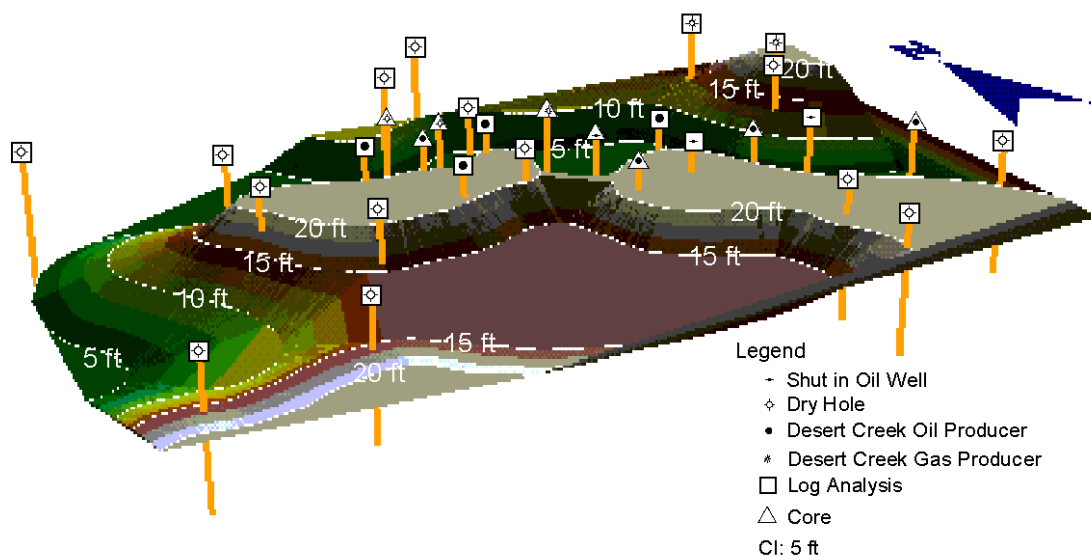 N
20 ft
15 ft
10 ft
5 ft
20 ft
20 ft
15 ft
15 ft
10 ft
5 ft
15 ft
20 ft
Legend
Shut in Oil Well
Dry Hole
Desert Creek Oil Producer
Desert Creek Gas Producer
Log Analysis
Core
CI: 5 ft